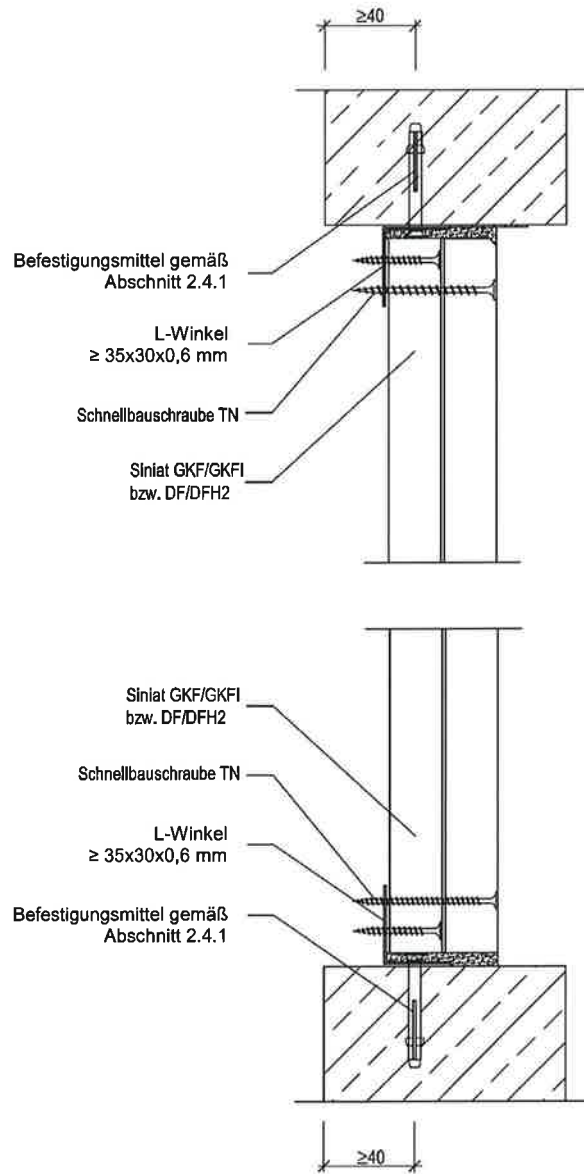 ≥40
Befestigungsmittel gemäß
Abschnitt 2.4.1
L-Winkel
≥ 35x30x0,6 mm
Schnellbauschraube TN
Siniat GKF/GKFI
bzw. DF/DFH2
Siniat GKF/GKFI
bzw. DF/DFH2
Schnellbauschraube TN
L-Winkel
≥ 35x30x0,6 mm
Befestigungsmittel gemäß
Abschnitt 2.4.1
≥40